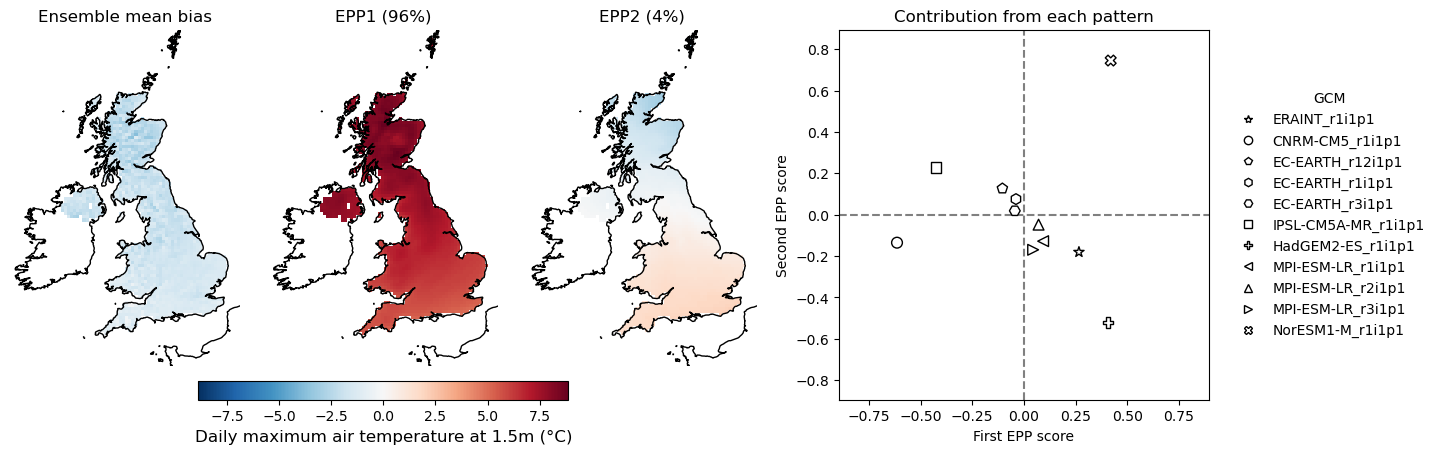 Ensemble mean bias
EPP1 (96%)
EPP2 (4%)
−7.5
−5.0
−2.5
0.0
2.5
5.0
7.5
Daily maximum air temperature at 1.5m (°C)
Contribution from each pattern
Second EPP score
0.8
0.6
0.4
0.2
0.0
−0.2
−0.4
−0.6
−0.8
−0.75
−0.50
−0.25
0.00
0.25
0.50
0.75
First EPP score
GCM
ERAINT_r1i1p1
CNRM-CM5_r1i1p1
EC-EARTH_r12i1p1
EC-EARTH_r1i1p1
EC-EARTH_r3i1p1
IPSL-CM5A-MR_r1i1p1
HadGEM2-ES_r1i1p1
MPI-ESM-LR_r1i1p1
MPI-ESM-LR_r2i1p1
MPI-ESM-LR_r3i1p1
NorESM1-M_r1i1p1